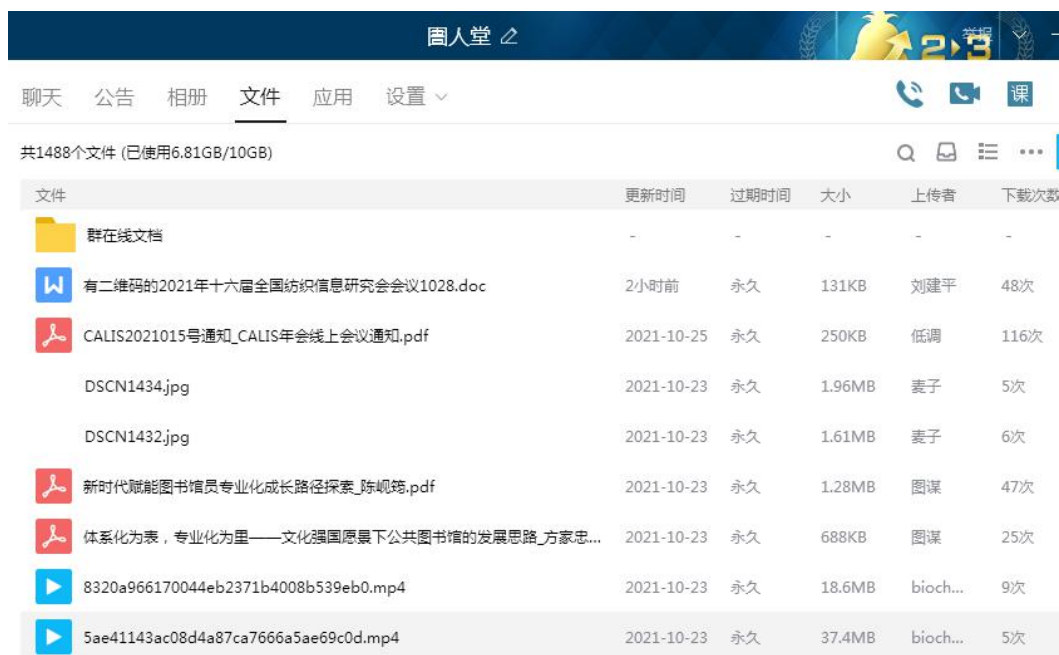 圕人堂
举报
2 3
聊天 公告 相册 文件 应用 设置
课
共1488个文件 (已使用6.81GB/10GB)
文件 更新时间 过期时间 大小 上传者 下载次数
群在线文档 - - - - -
有二维码的2021年十六届全国纺织信息研究会会议1028.doc 2小时前 永久 131KB 刘建平 48次
CALIS2021015号通知_CALIS年会线上会议通知.pdf 2021-10-25 永久 250KB 低调 116次
DSCN1434.jpg 2021-10-23 永久 1.96MB 麦子 5次
DSCN1432.jpg 2021-10-23 永久 1.61MB 麦子 6次
新时代赋能图书馆员专业化成长路径探索_陈岘筠.pdf 2021-10-23 永久 1.28MB 图谋 47次
体系化为表，专业化为里——文化强国愿景下公共图书馆的发展思路_方家忠... 2021-10-23 永久 688KB 图谋 25次
8320a966170044eb2371b4008b539eb0.mp4 2021-10-23 永久 18.6MB bioch... 9次
5ae41143ac08d4a87ca7666a5ae69c0d.mp4 2021-10-23 永久 37.4MB bioch... 5次